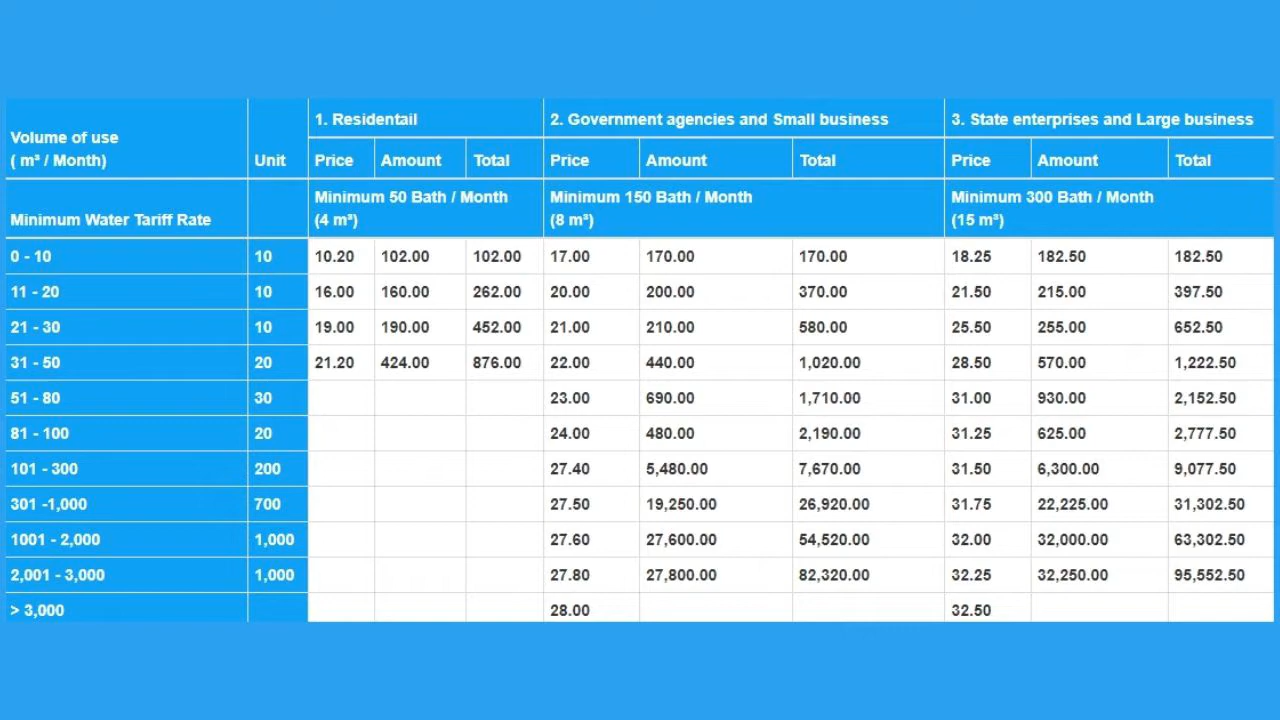 1. Residentail 2. Government agencies and Small business 3. State enterprises and Large business
Volume of use
( m³ / Month) Unit Price Amount Total Price Amount Total Price Amount Total
Minimum 50 Bath / Month Minimum 150 Bath / Month Minimum 300 Bath / Month
Minimum Water Tariff Rate (4 m³) (8 m³) (15 m³)
0 - 10 10 10.20 102.00 102.00 17.00 170.00 170.00 18.25 182.50 182.50
11 - 20 10 16.00 160.00 262.00 20.00 200.00 370.00 21.50 215.00 397.50
21 - 30 10 19.00 190.00 452.00 21.00 210.00 580.00 25.50 255.00 652.50
31 - 50 20 21.20 424.00 876.00 22.00 440.00 1,020.00 28.50 570.00 1,222.50
51 - 80 30 23.00 690.00 1,710.00 31.00 930.00 2,152.50
81 - 100 20 24.00 480.00 2,190.00 31.25 625.00 2,777.50
101 - 300 200 27.40 5,480.00 7,670.00 31.50 6,300.00 9,077.50
301 -1,000 700 27.50 19,250.00 26,920.00 31.75 22,225.00 31,302.50
1001 - 2,000 1,000 27.60 27,600.00 54,520.00 32.00 32,000.00 63,302.50
2,001 - 3,000 1,000 27.80 27,800.00 82,320.00 32.25 32,250.00 95,552.50
> 3,000 28.00 32.50